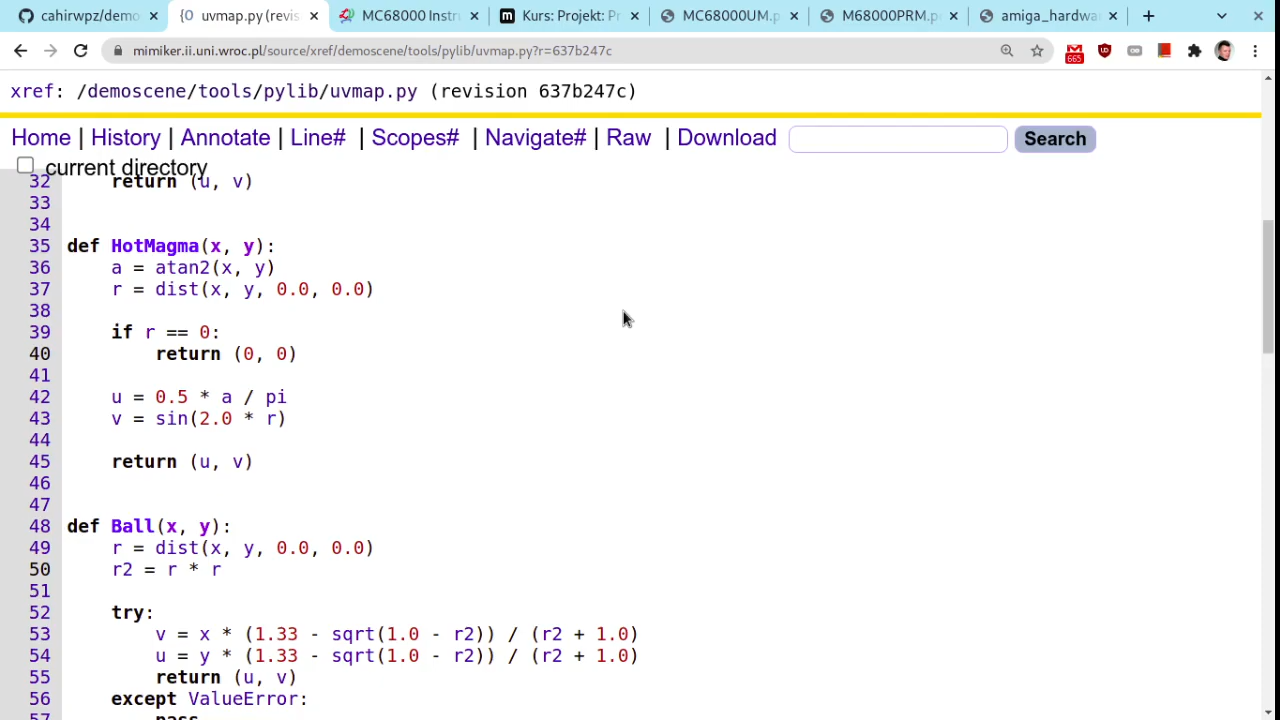 cahirwpz/demo
uvmap.py (revis
MC68000 Instru
Kurs: Projekt: P
MC68000UM.p
M68000PRM.p
amiga_hardwa
mimiker.ii.uni.wroc.pl/source/xref/demoscene/tools/pylib/uvmap.py?r=637b247c
665
xref: /demoscene/tools/pylib/uvmap.py (revision 637b247c)
Home | History | Annotate | Line# | Scopes# | Navigate# | Raw | Download
Search
current directory
32 return (u, v)
33
34
35 def HotMagma(x, y):
36 a = atan2(x, y)
37 r = dist(x, y, 0.0, 0.0)
38
39 if r == 0:
40 return (0, 0)
41
42 u = 0.5 * a / pi
43 v = sin(2.0 * r)
44
45 return (u, v)
46
47
48 def Ball(x, y):
49 r = dist(x, y, 0.0, 0.0)
50 r2 = r * r
51
52 try:
53 v = x * (1.33 - sqrt(1.0 - r2)) / (r2 + 1.0)
54 u = y * (1.33 - sqrt(1.0 - r2)) / (r2 + 1.0)
55 return (u, v)
56 except ValueError:
57 pass